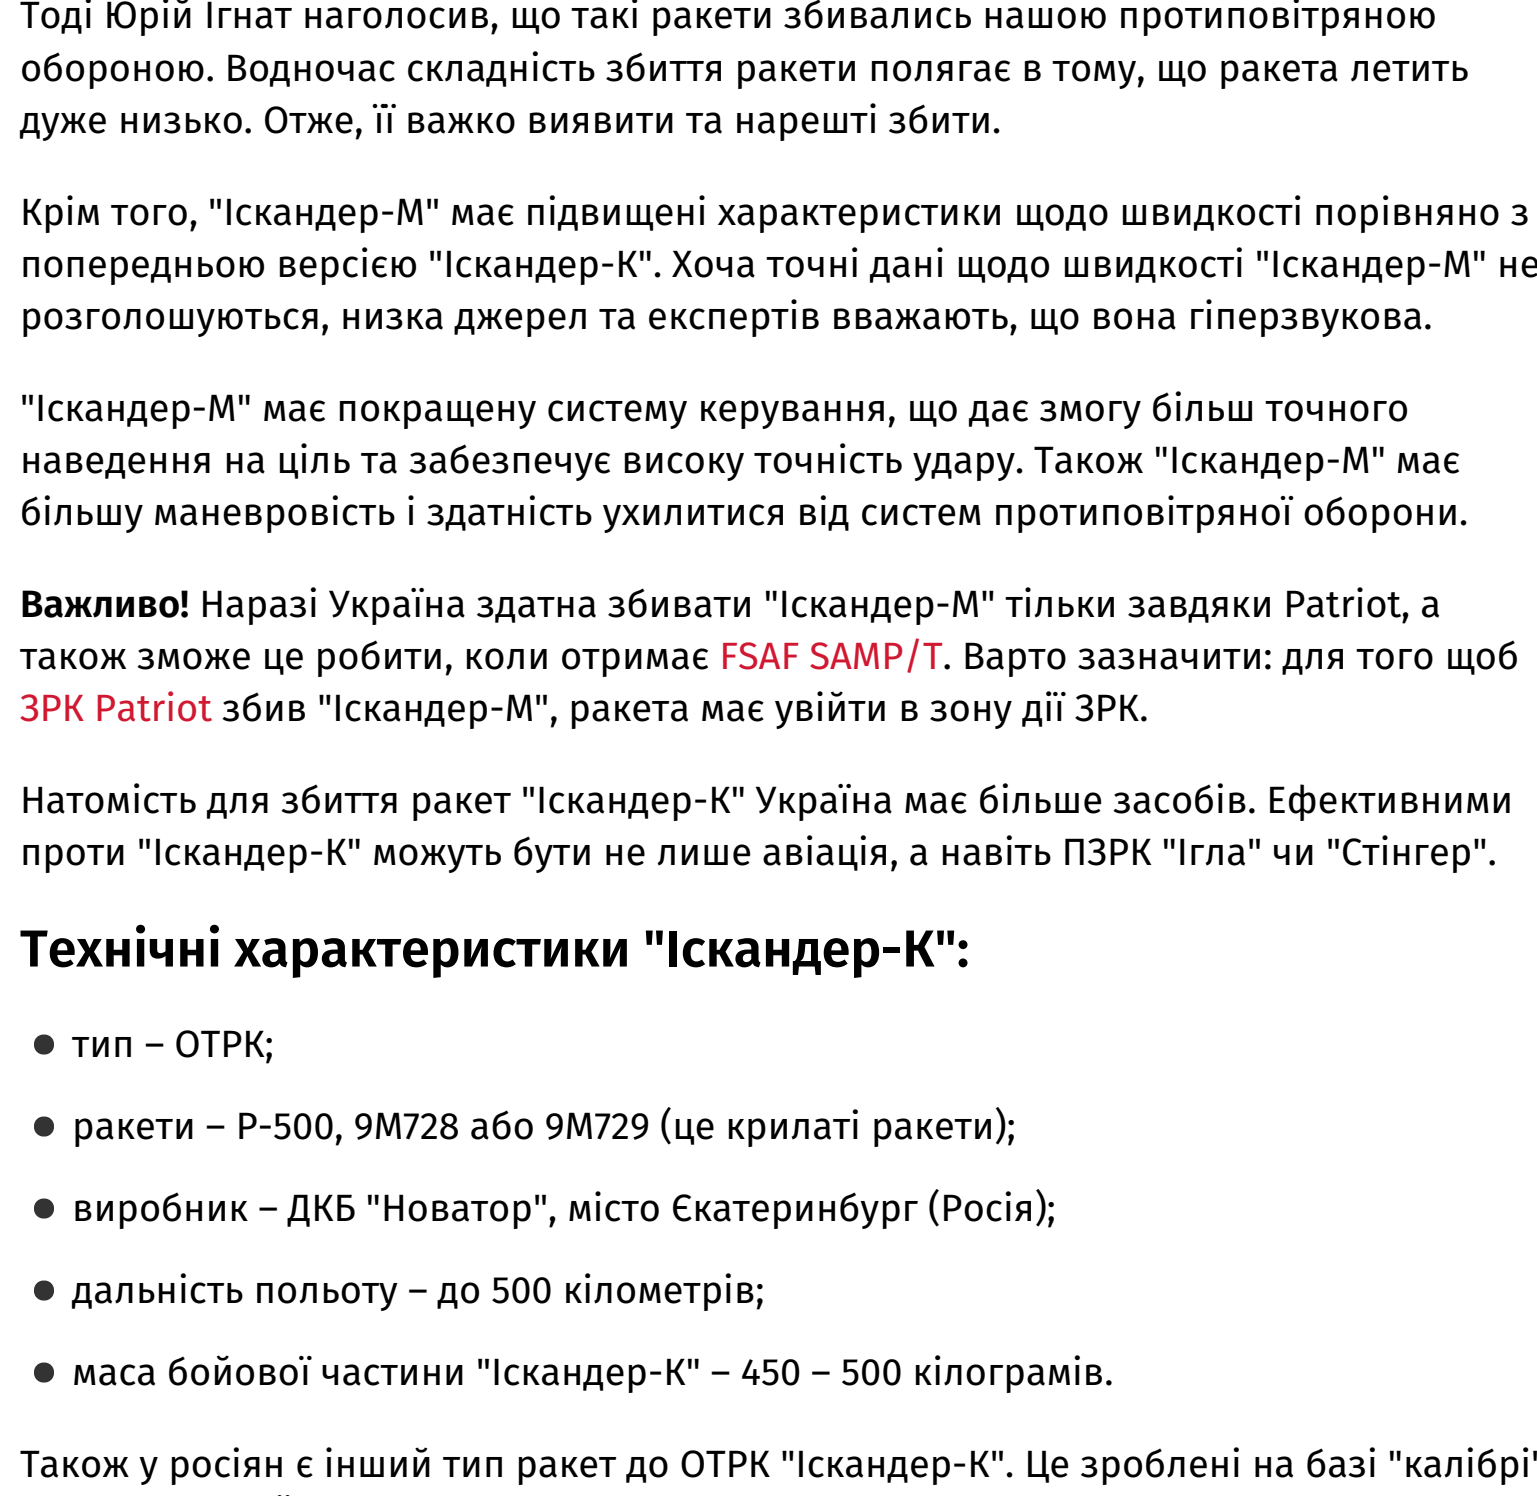 Тоді Юрій Ігнат наголосив, що такі ракети збивались нашою протиповітряною
обороною. Водночас складність збиття ракети полягає в тому, що ракета летить
дуже низько. Отже, її важко виявити та нарешті збити.
Крім того, "Іскандер-М" має підвищені характеристики щодо швидкості порівняно з
попередньою версією "Іскандер-К". Хоча точні дані щодо швидкості "Іскандер-М" не
розголошуються, низка джерел та експертів вважають, що вона гіперзвукова.
"Іскандер-М" має покращену систему керування, що дає змогу більш точного
наведення на ціль та забезпечує високу точність удару. Також "Іскандер-М" має
більшу маневровість і здатність ухилитися від систем протиповітряної оборони.
Важливо! Наразі Україна здатна збивати "Іскандер-М" тільки завдяки Patriot, а
також зможе це робити, коли отримає FSAF SAMP/T. Варто зазначити: для того щоб
ЗРК Patriot збив "Іскандер-М", ракета має увійти в зону дії ЗРК.
Натомість для збиття ракет "Іскандер-К" Україна має більше засобів. Ефективними
проти "Іскандер-К" можуть бути не лише авіація, а навіть ПЗРК "Ігла" чи "Стінгер".
Технічні характеристики "Іскандер-К":
● тип – ОТРК;
● ракети – Р-500, 9М728 або 9М729 (це крилаті ракети);
● виробник – ДКБ "Новатор", місто Єкатеринбург (Росія);
● дальність польоту – до 500 кілометрів;
● маса бойової частини "Іскандер-К" – 450 – 500 кілограмів.
Також у росіян є інший тип ракет до ОТРК "Іскандер-К". Це зроблені на базі "калібрі"